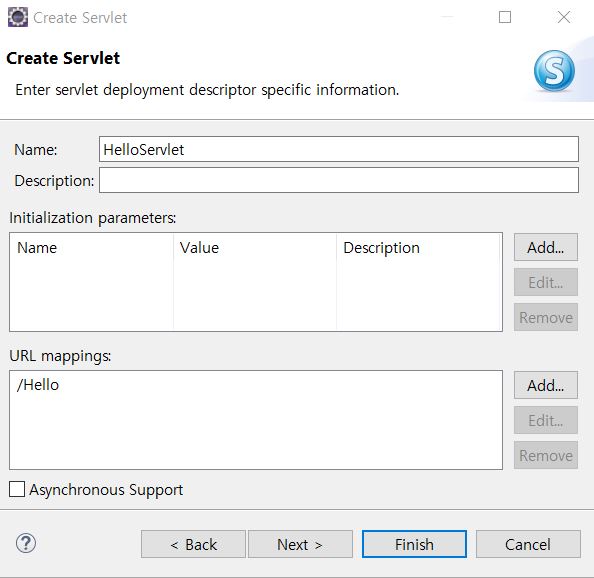 Create Servlet
Create Servlet
S
Enter servlet deployment descriptor specific information.
Name: HelloServlet
Description:
Initialization parameters:
Name Value Description Add...
Edit...
Remove
URL mappings:
/Hello Add...
Edit...
Remove
Asynchronous Support
? < Back Next > Finish Cancel